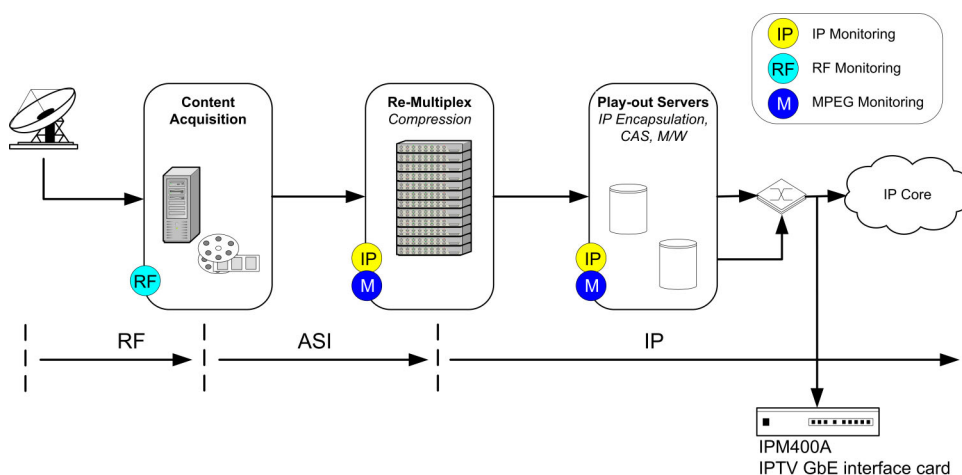 IP
IP Monitoring
RF
RF Monitoring
M
MPEG Monitoring
Content
Acquisition
Re-Multiplex
Compression
Play-out Servers
IP Encapsulation,
CAS, M/W
IP Core
RF
IP
M
IP
M
RF
ASI
IP
IPM400A
IPTV GbE interface card